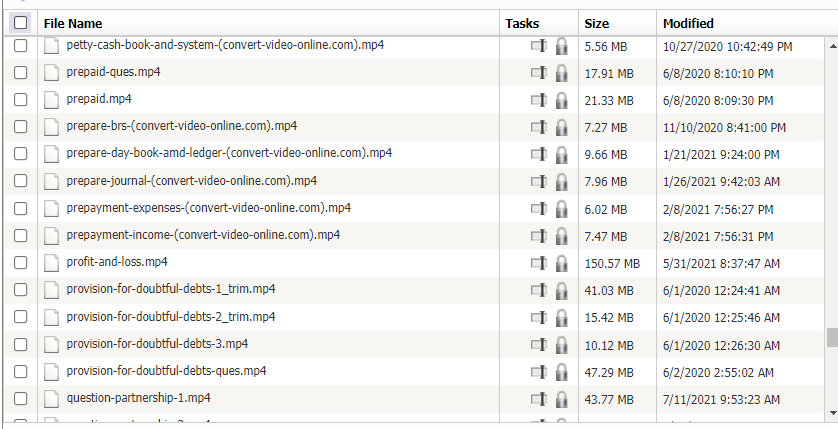 File Name Tasks Size Modified
petty-cash-book-and-system-(convert-video-online.com).mp4 5.56 MB 10/27/2020 10:42:49 PM
prepaid-ques.mp4 17.91 MB 6/8/2020 8:10:10 PM
prepaid.mp4 21.33 MB 6/8/2020 8:09:30 PM
prepare-brs-(convert-video-online.com).mp4 7.27 MB 11/10/2020 8:41:00 PM
prepare-day-book-amd-ledger-(convert-video-online.com).mp4 9.66 MB 1/21/2021 9:24:00 PM
prepare-journal-(convert-video-online.com).mp4 7.96 MB 1/26/2021 9:42:03 AM
prepayment-expenses-(convert-video-online.com).mp4 6.02 MB 2/8/2021 7:56:27 PM
prepayment-income-(convert-video-online.com).mp4 7.47 MB 2/8/2021 7:56:31 PM
profit-and-loss.mp4 150.57 MB 5/31/2021 8:37:47 AM
provision-for-doubtful-debts-1_trim.mp4 41.03 MB 6/1/2020 12:24:41 AM
provision-for-doubtful-debts-2_trim.mp4 15.42 MB 6/1/2020 12:25:46 AM
provision-for-doubtful-debts-3.mp4 10.12 MB 6/1/2020 12:26:30 AM
provision-for-doubtful-debts-ques.mp4 47.29 MB 6/2/2020 2:55:02 AM
question-partnership-1.mp4 43.77 MB 7/11/2021 9:53:23 AM